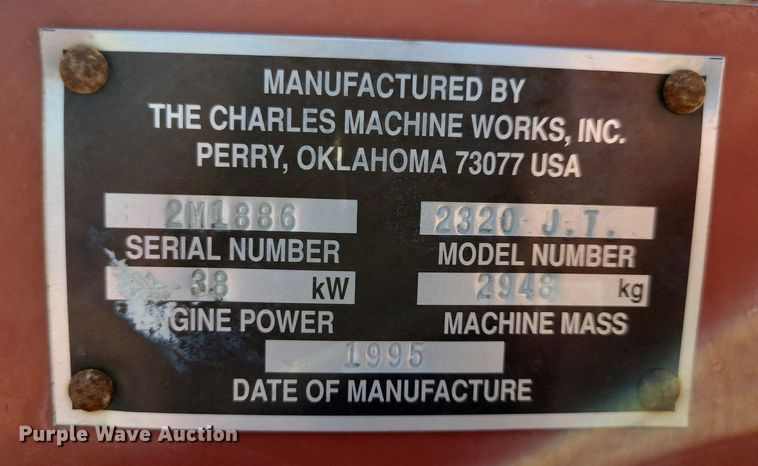 MANUFACTURED BY
THE CHARLES MACHINE WORKS, INC.
PERRY, OKLAHOMA 73077 USA
2M1886 2320 J.T.
SERIAL NUMBER MODEL NUMBER
38 kW 2948 kg
GINE POWER MACHINE MASS
1995
DATE OF MANUFACTURE
Purple Wave Auction